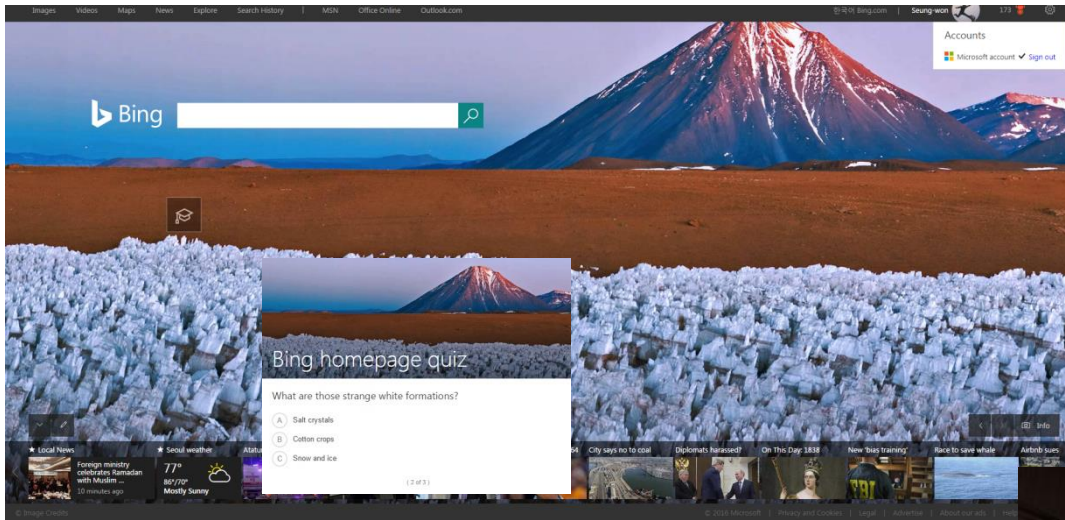 Images Videos Maps News Explore Search History | MSN Office Online Outlook.com 한국어 Bing.com | Seung-won 173
Accounts
Microsoft account ✔ Sign out
Bing
Bing homepage quiz
What are those strange white formations?
A Salt crystals
B Cotton crops
C Snow and ice
( 2 of 3 )
Info
★ Local News
Foreign ministry
celebrates Ramadan
with Muslim ...
10 minutes ago
★ Seoul weather
77°
86°/70°
Mostly Sunny
Atatu
64
City says no to coal
Diplomats harassed?
On This Day: 1838
New 'bias training'
FBI
Race to save whale
Airbnb sues
© Image Credits © 2016 Microsoft | Privacy and Cookies | Legal | Advertise | About our ads | Help